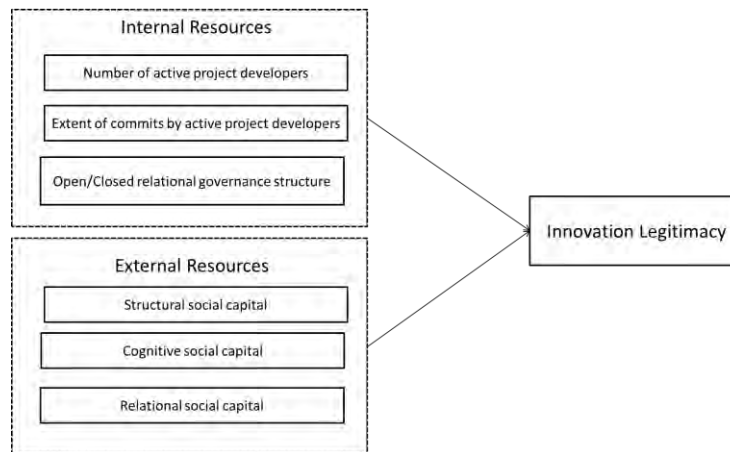 Internal Resources
Number of active project developers
Extent of commits by active project developers
Open/Closed relational governance structure
Innovation Legitimacy
External Resources
Structural social capital
Cognitive social capital
Relational social capital